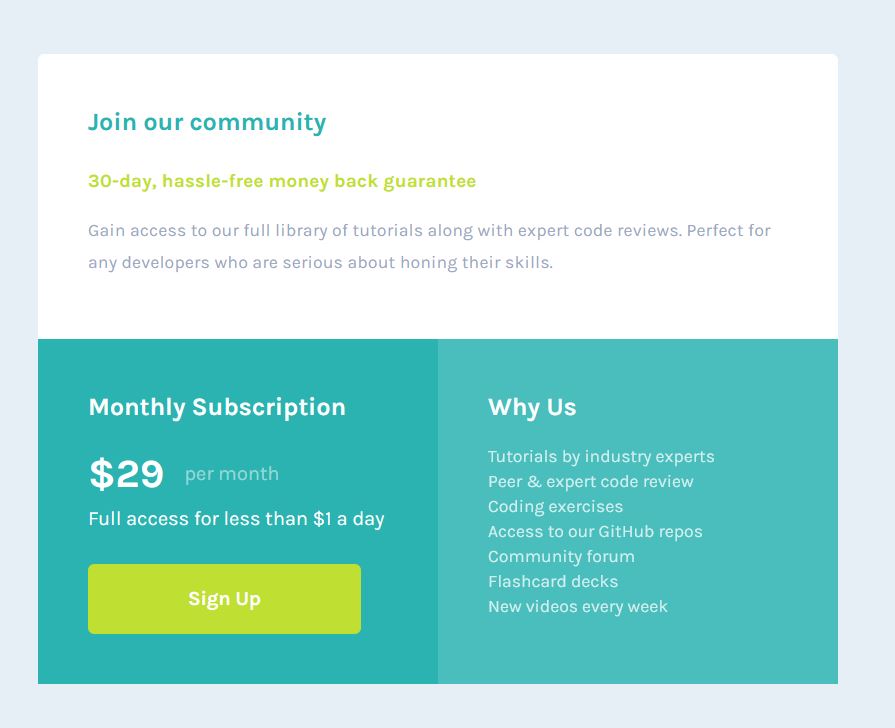 Join our community
30-day, hassle-free money back guarantee
Gain access to our full library of tutorials along with expert code reviews. Perfect for
any developers who are serious about honing their skills.
Monthly Subscription
$29 per month
Full access for less than $1 a day
Sign Up
Why Us
Tutorials by industry experts
Peer & expert code review
Coding exercises
Access to our GitHub repos
Community forum
Flashcard decks
New videos every week